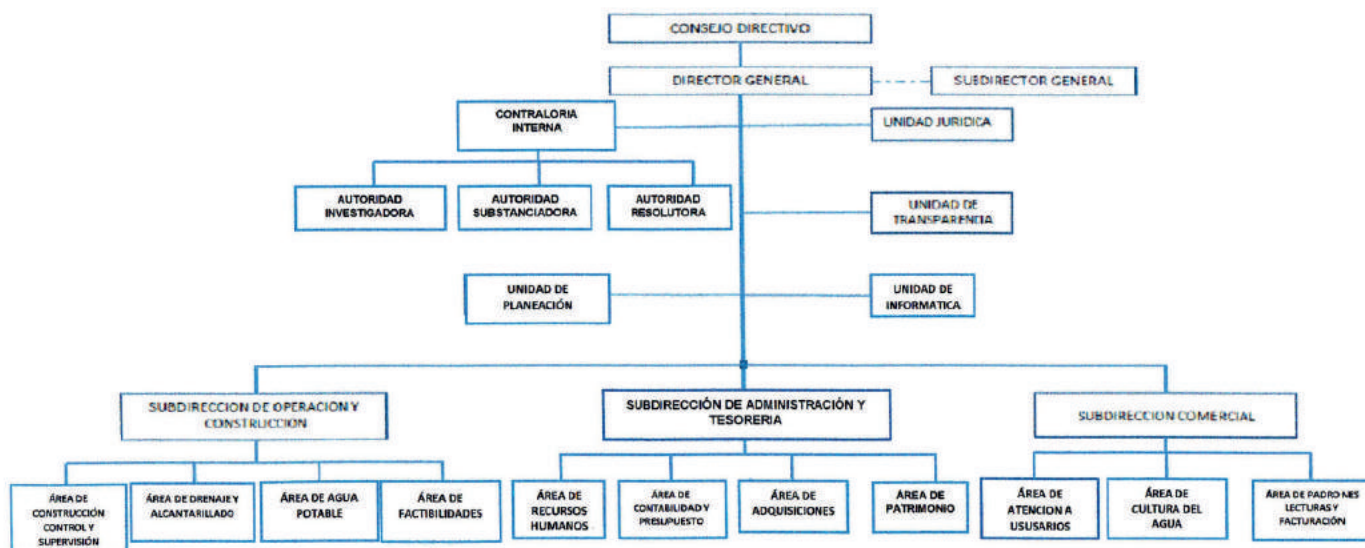 CONSEJO DIRECTIVO
DIRECTOR GENERAL
SUBDIRECTOR GENERAL
CONTRALORIA
INTERNA
UNIDAD JURIDICA
AUTORIDAD
INVESTIGADORA
AUTORIDAD
SUBSTANCIADORA
AUTORIDAD
RESOLUTORA
UNIDAD DE
TRANSPARENCIA
UNIDAD DE
PLANEACIÓN
UNIDAD DE
INFORMATICA
SUBDIRECCION DE OPERACION Y
CONSTRUCCION
SUBDIRECCIÓN DE ADMINISTRACIÓN Y
TESORERIA
SUBDIRECCION COMERCIAL
ÁREA DE
CONSTRUCCIÓN
CONTROL Y
SUPERVISIÓN
ÁREA DE DRENAJE Y
ALCANTARILLADO
ÁREA DE AGUA
POTABLE
ÁREA DE
FACTIBILIDADES
ÁREA DE
RECURSOS
HUMANOS
ÁREA DE
CONTABILIDAD Y
PRESUPUESTO
ÁREA DE
ADQUISICIONES
ÁREA DE
PATRIMONIO
ÁREA DE
ATENCION A
USUSARIOS
ÁREA DE
CULTURA DEL
AGUA
ÁREA DE PADRONES
LECTURAS Y
FACTURACIÓN